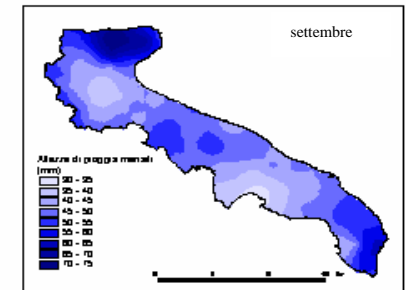 settembre
Altezze di pioggia mensili
(mm)
30 - 35
35 - 40
40 - 45
45 - 50
50 - 55
55 - 60
60 - 65
65 - 70
70 - 75